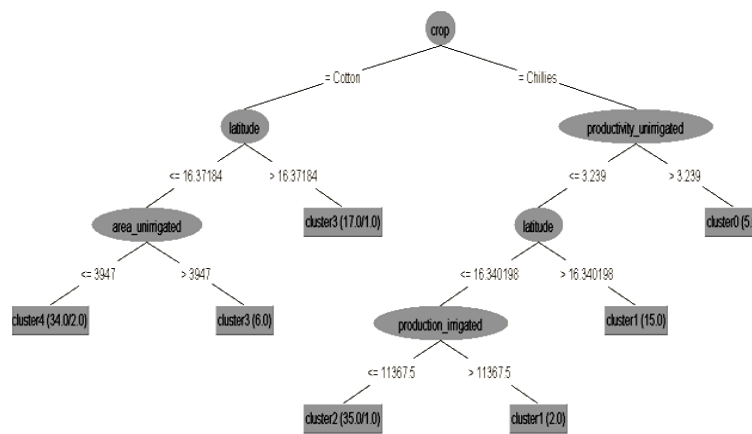 crop
= Cotton
= Chillies
latitude
productivity_unirrigated
<= 16.37184
> 16.37184
<= 3.239
> 3.239
area_unirrigated
cluster3 (17.0/1.0)
latitude
cluster0 (5.
<= 3947
> 3947
<= 16.340198
> 16.340198
cluster4 (34.0/2.0)
cluster3 (6.0)
production_irrigated
cluster1 (15.0)
<= 11367.5
> 11367.5
cluster2 (35.0/1.0)
cluster1 (2.0)